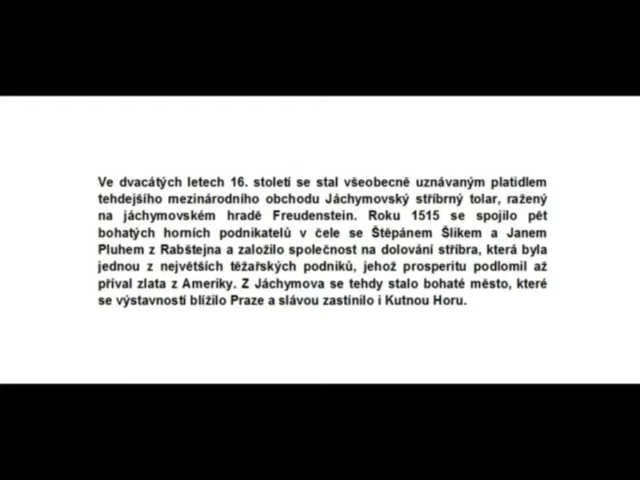 Ve dvacátých letech 16. století se stal všeobecně uznávaným platidlem
tehdejšího mezinárodního obchodu Jáchymovský stříbrný tolar, ražený
na jáchymovském hradě Freudenstein. Roku 1515 se spojilo pět
bohatých horních podnikatelů v čele se Štěpánem Šlikem a Janem
Pluhem z Rabštejna a založilo společnost na dolování stříbra, která byla
jednou z největších těžařských podniků, jehož prosperitu podlomil až
příval zlata z Ameriky. Z Jáchymova se tehdy stalo bohaté město, které
se výstavností blížilo Praze a slávou zastínilo i Kutnou Horu.